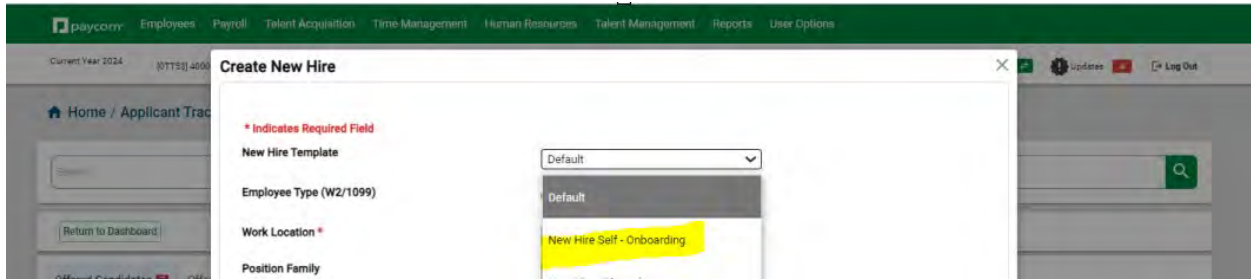 paycom Employees Payroll Talent Acquisition Time Management Human Resources Talent Management Reports User Options
Current Year 2024
Create New Hire
Updates
Log Out
Home / Applicant Trac
* Indicates Required Field
New Hire Template
Default
Employee Type (W2/1099)
Default
Return to Dashboard
Work Location *
New Hire Self - Onboarding
Position Family
Offered Candidates